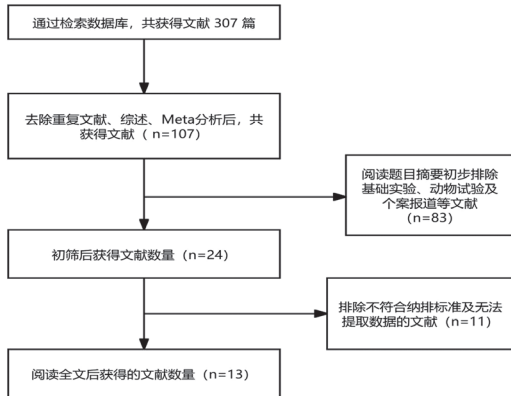 通过检索数据库，共获得文献 307 篇
去除重复文献、综述、Meta分析后，共
获得文献（ n=107）
阅读题目摘要初步排除
基础实验、动物试验及
个案报道等文献
（n=83）
初筛后获得文献数量（n=24）
排除不符合纳排标准及无法
提取数据的文献（n=11）
阅读全文后获得的文献数量（n=13）